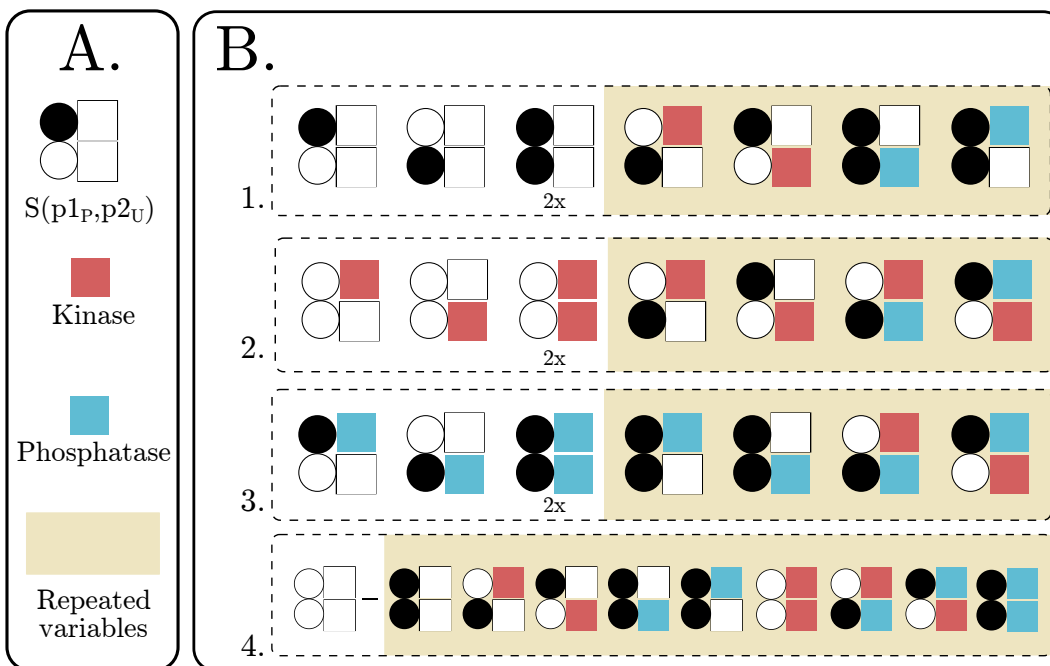 A.
S(p1P,p2U)
Kinase
Phosphatase
Repeated
variables
B.
1.
2x
2.
2x
3.
2x
4.